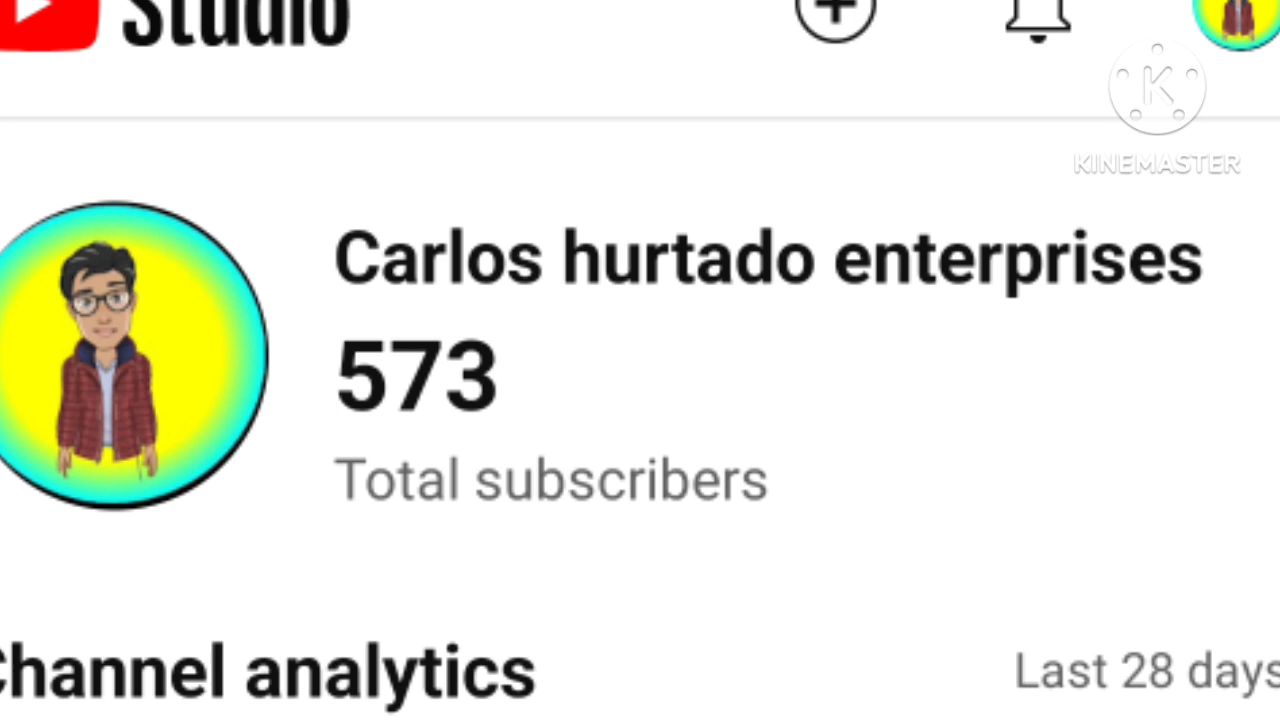 Studio
K
KINEMASTER
Carlos hurtado enterprises
573
Total subscribers
Channel analytics
Last 28 days